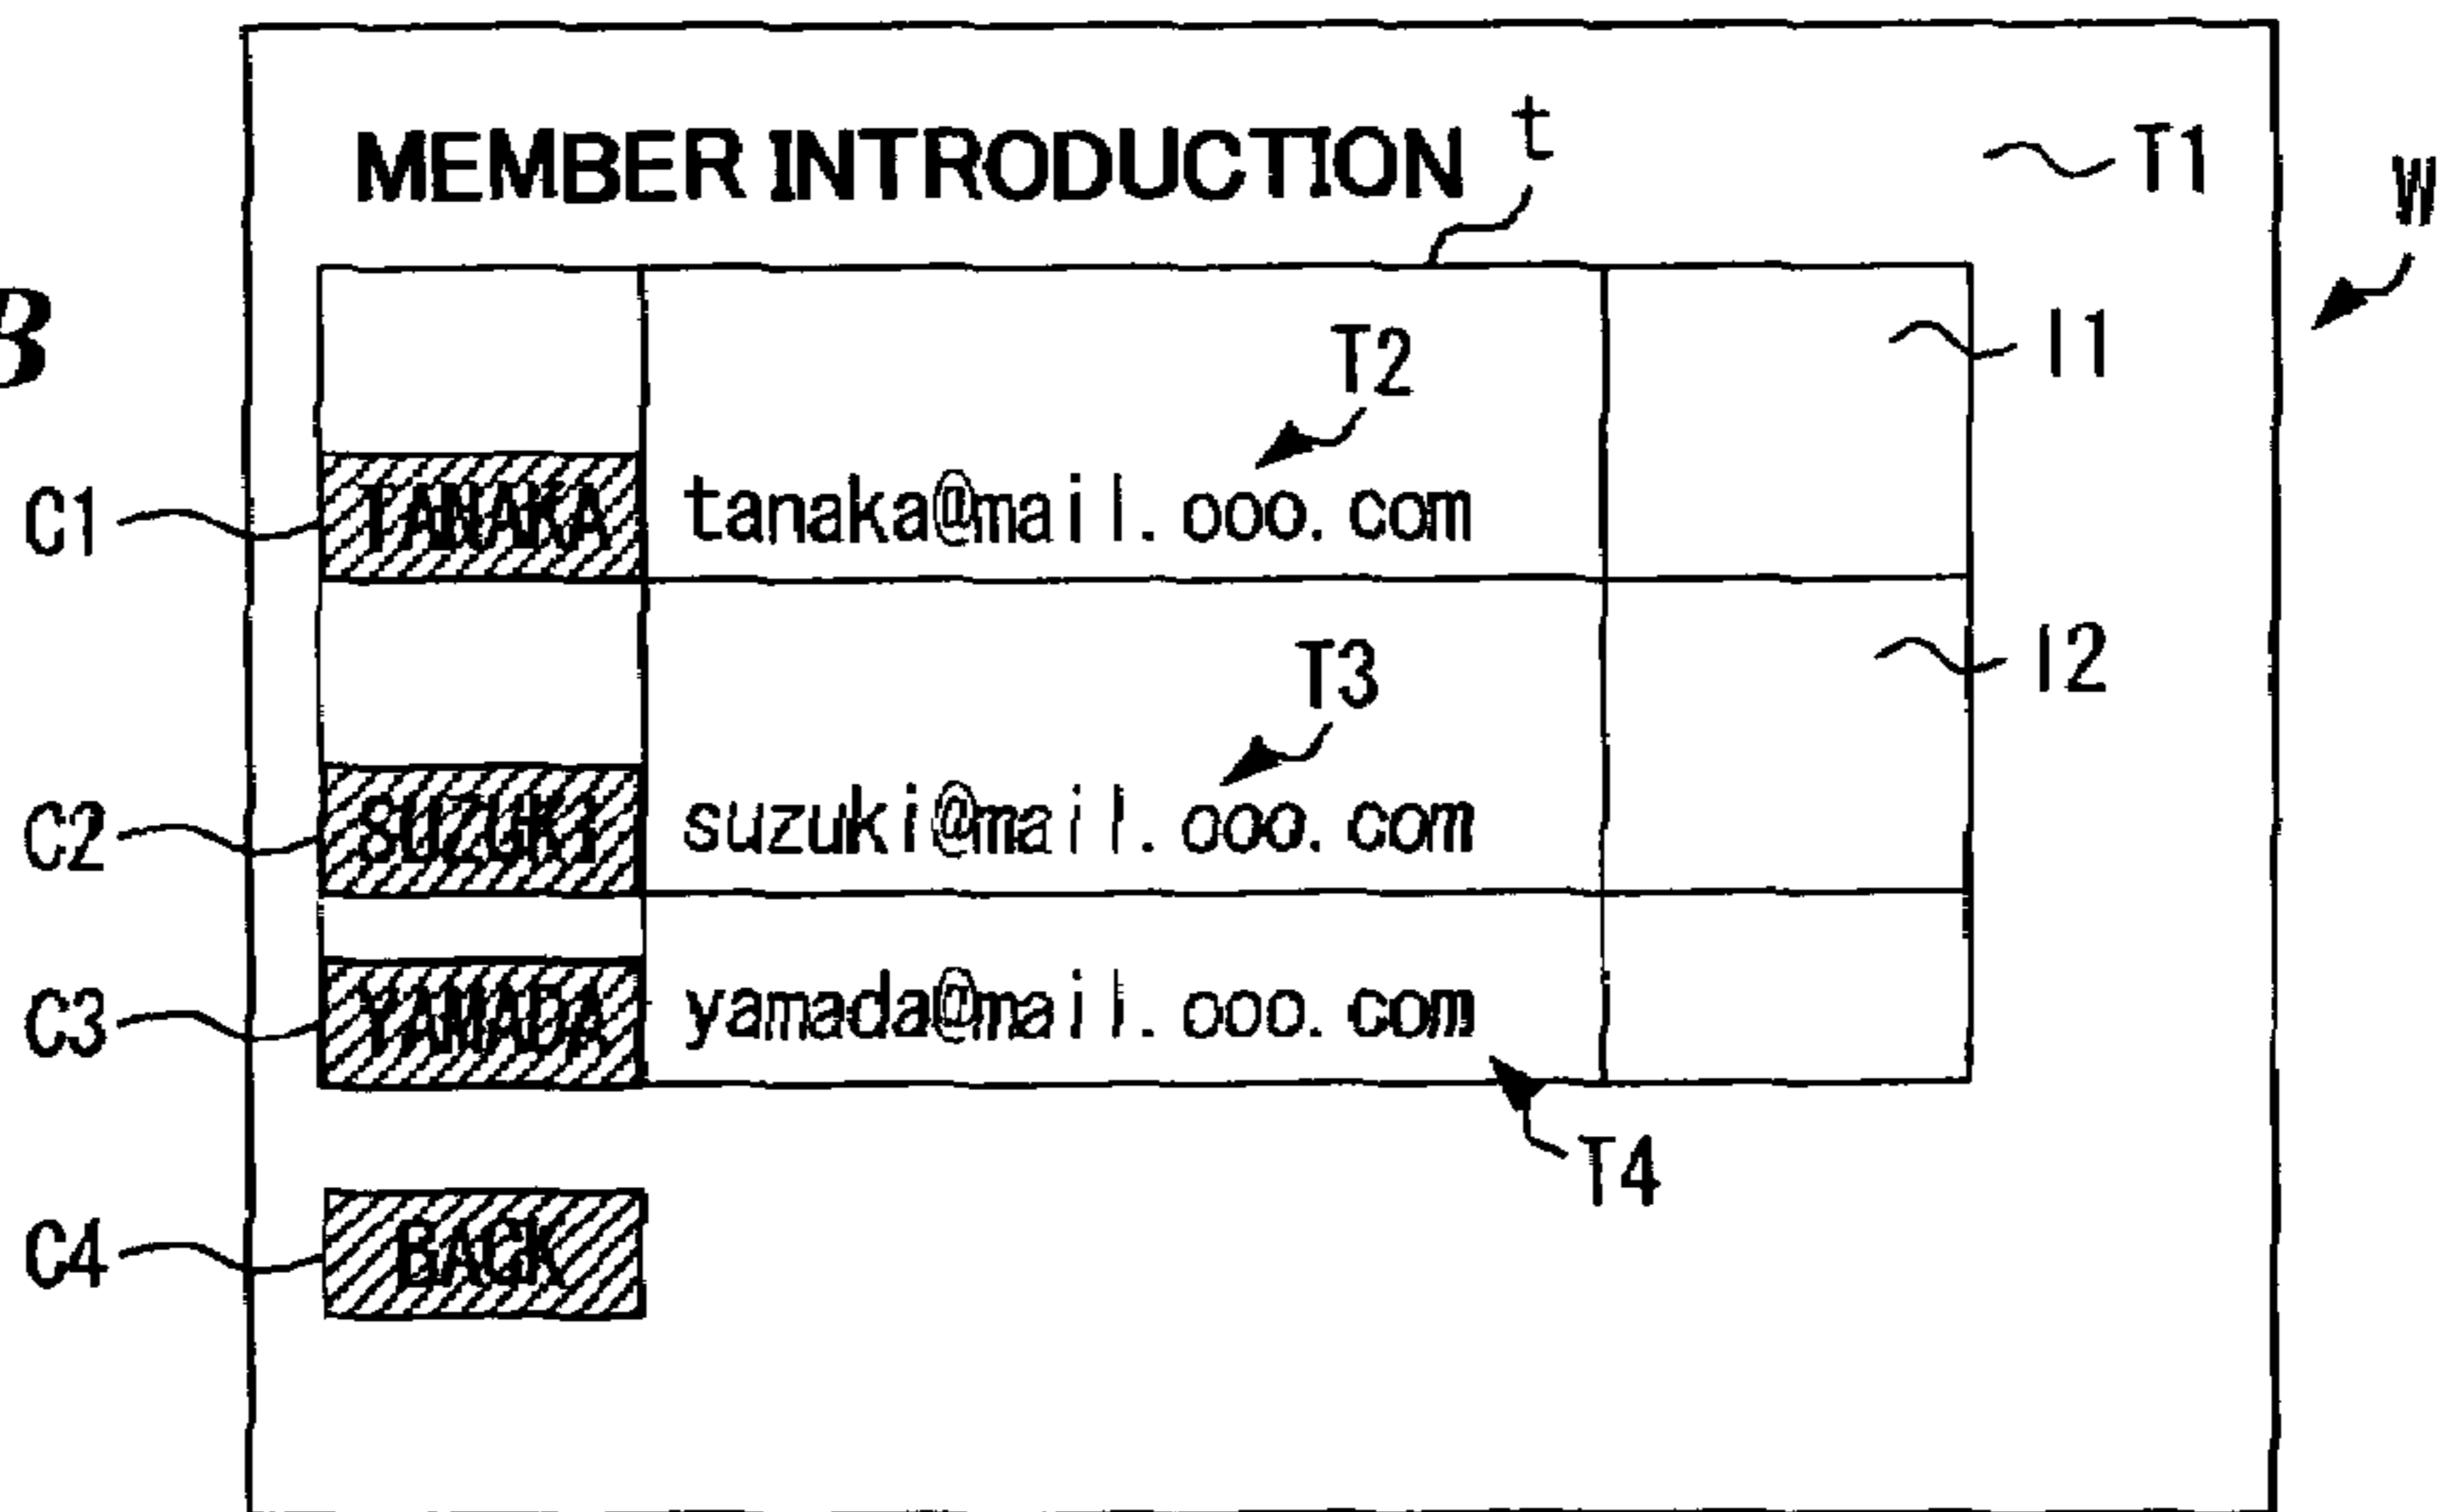 MEMBER INTRODUCTION t T1
W
B
I1
T2
C1 TANAKA tanaka@mail.ooo.com
I2
T3
C2 SUZUKI suzuki@mail.ooo.com
C3 YAMADA yamada@mail.ooo.com
T4
C4 BACK